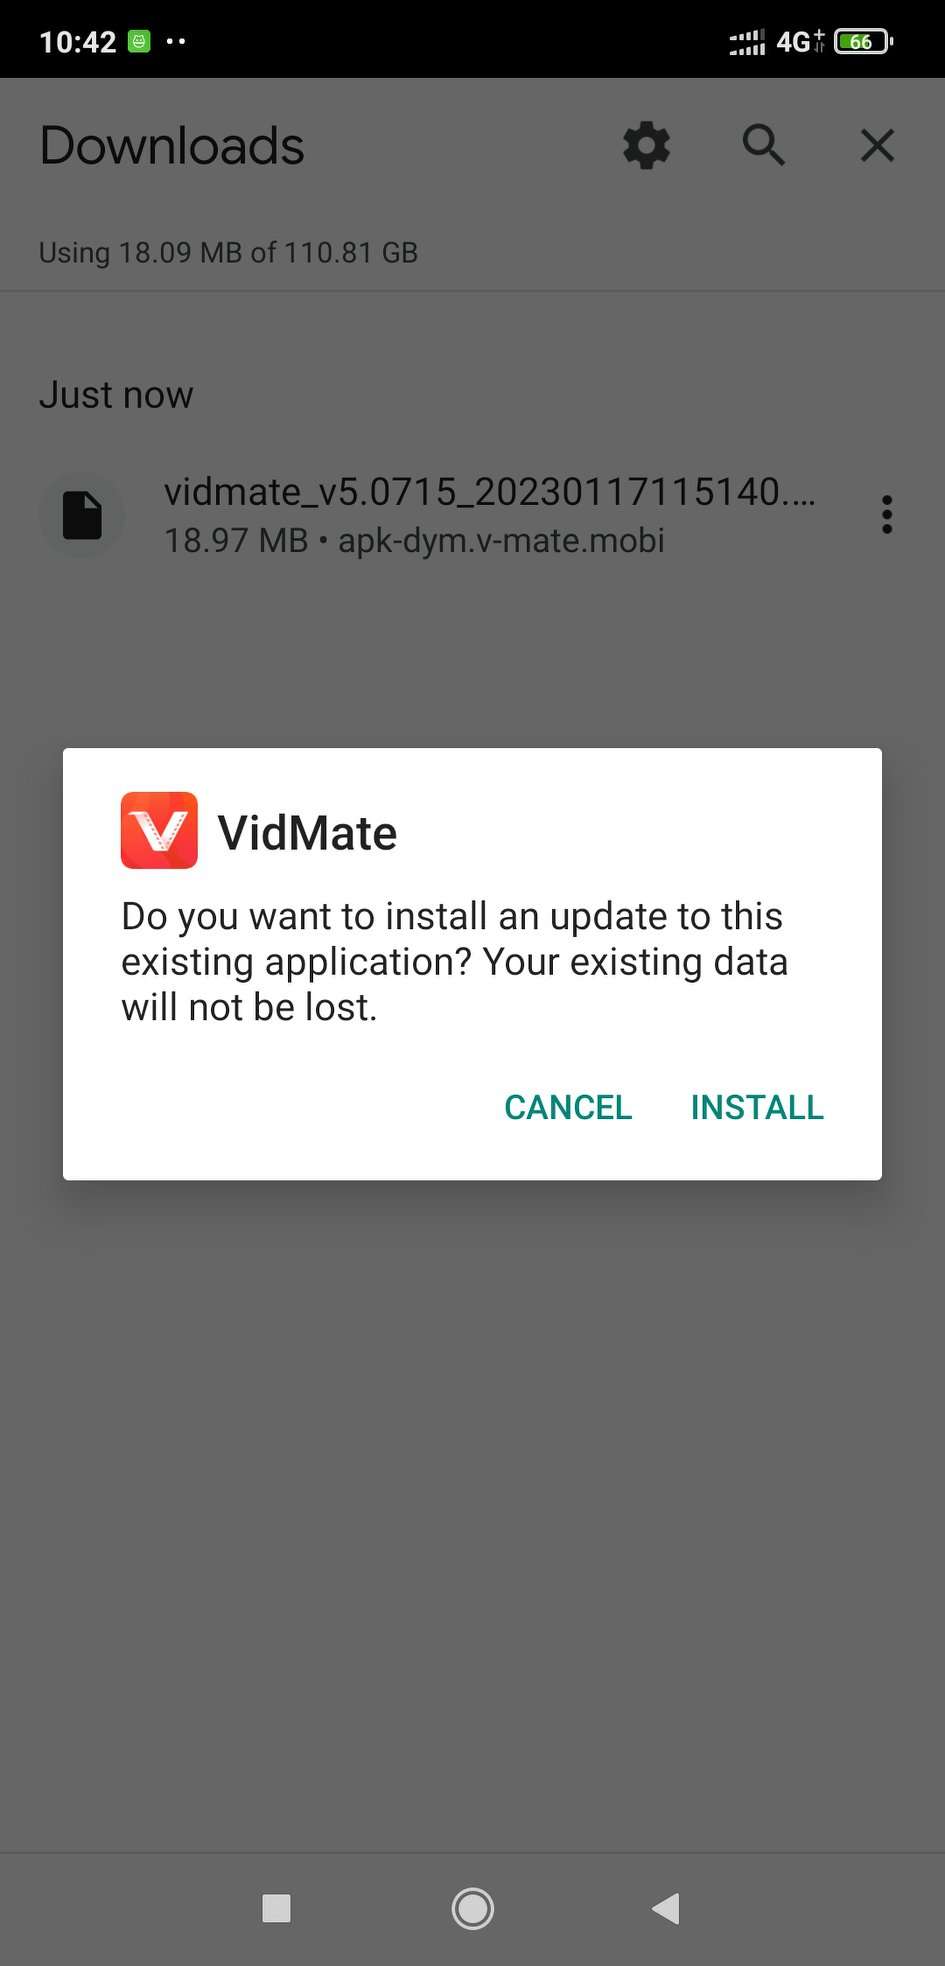 10:42 4G+ 66
Downloads
Using 18.09 MB of 110.81 GB
Just now
vidmate_v5.0715_20230117115140....
18.97 MB • apk-dym.v-mate.mobi
VidMate
Do you want to install an update to this
existing application? Your existing data
will not be lost.
CANCEL INSTALL